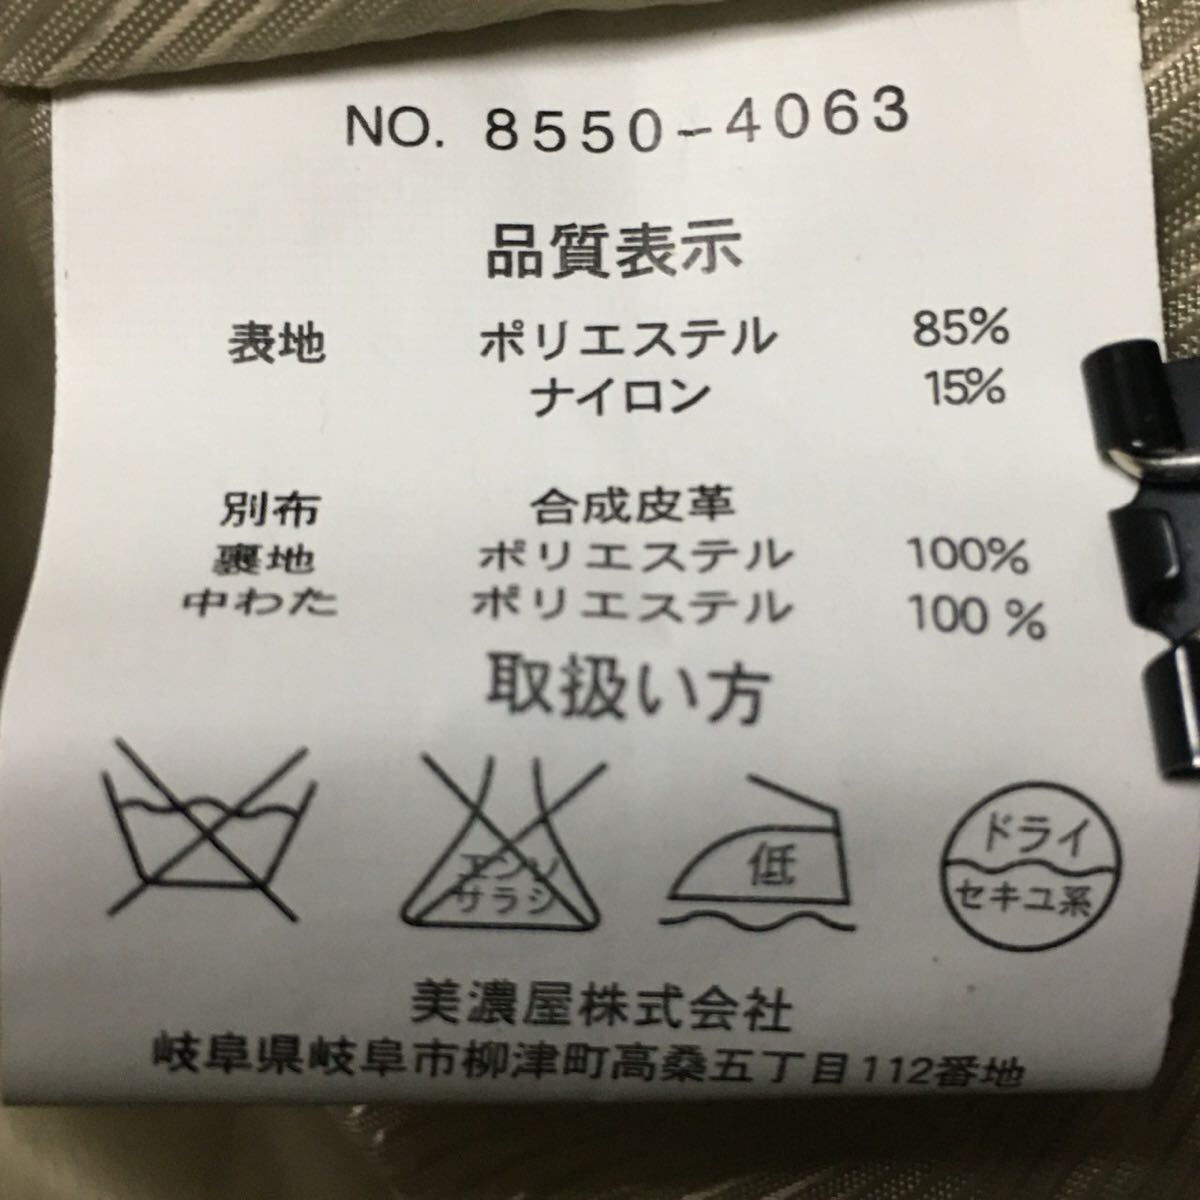 NO. 8550-4063
品質表示
表地 ポリエステル 85%
ナイロン 15%
別布 合成皮革
裏地 ポリエステル 100%
中わた ポリエステル 100 %
取扱い方
エンソ
サラシ
低
ドライ
セキユ系
美濃屋株式会社
岐阜県岐阜市柳津町高桑五丁目112番地